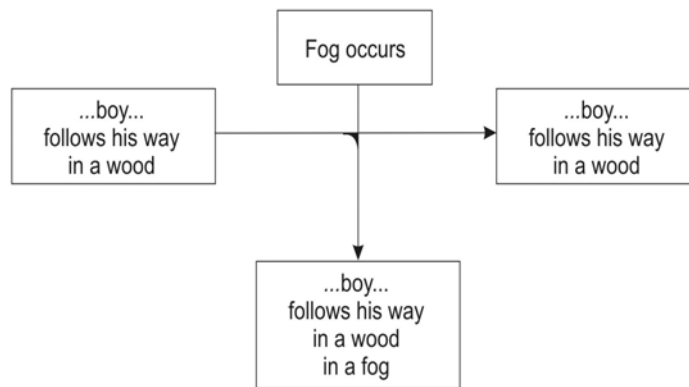 Fog occurs
...boy...
follows his way
in a wood
...boy...
follows his way
in a wood
...boy...
follows his way
in a wood
in a fog